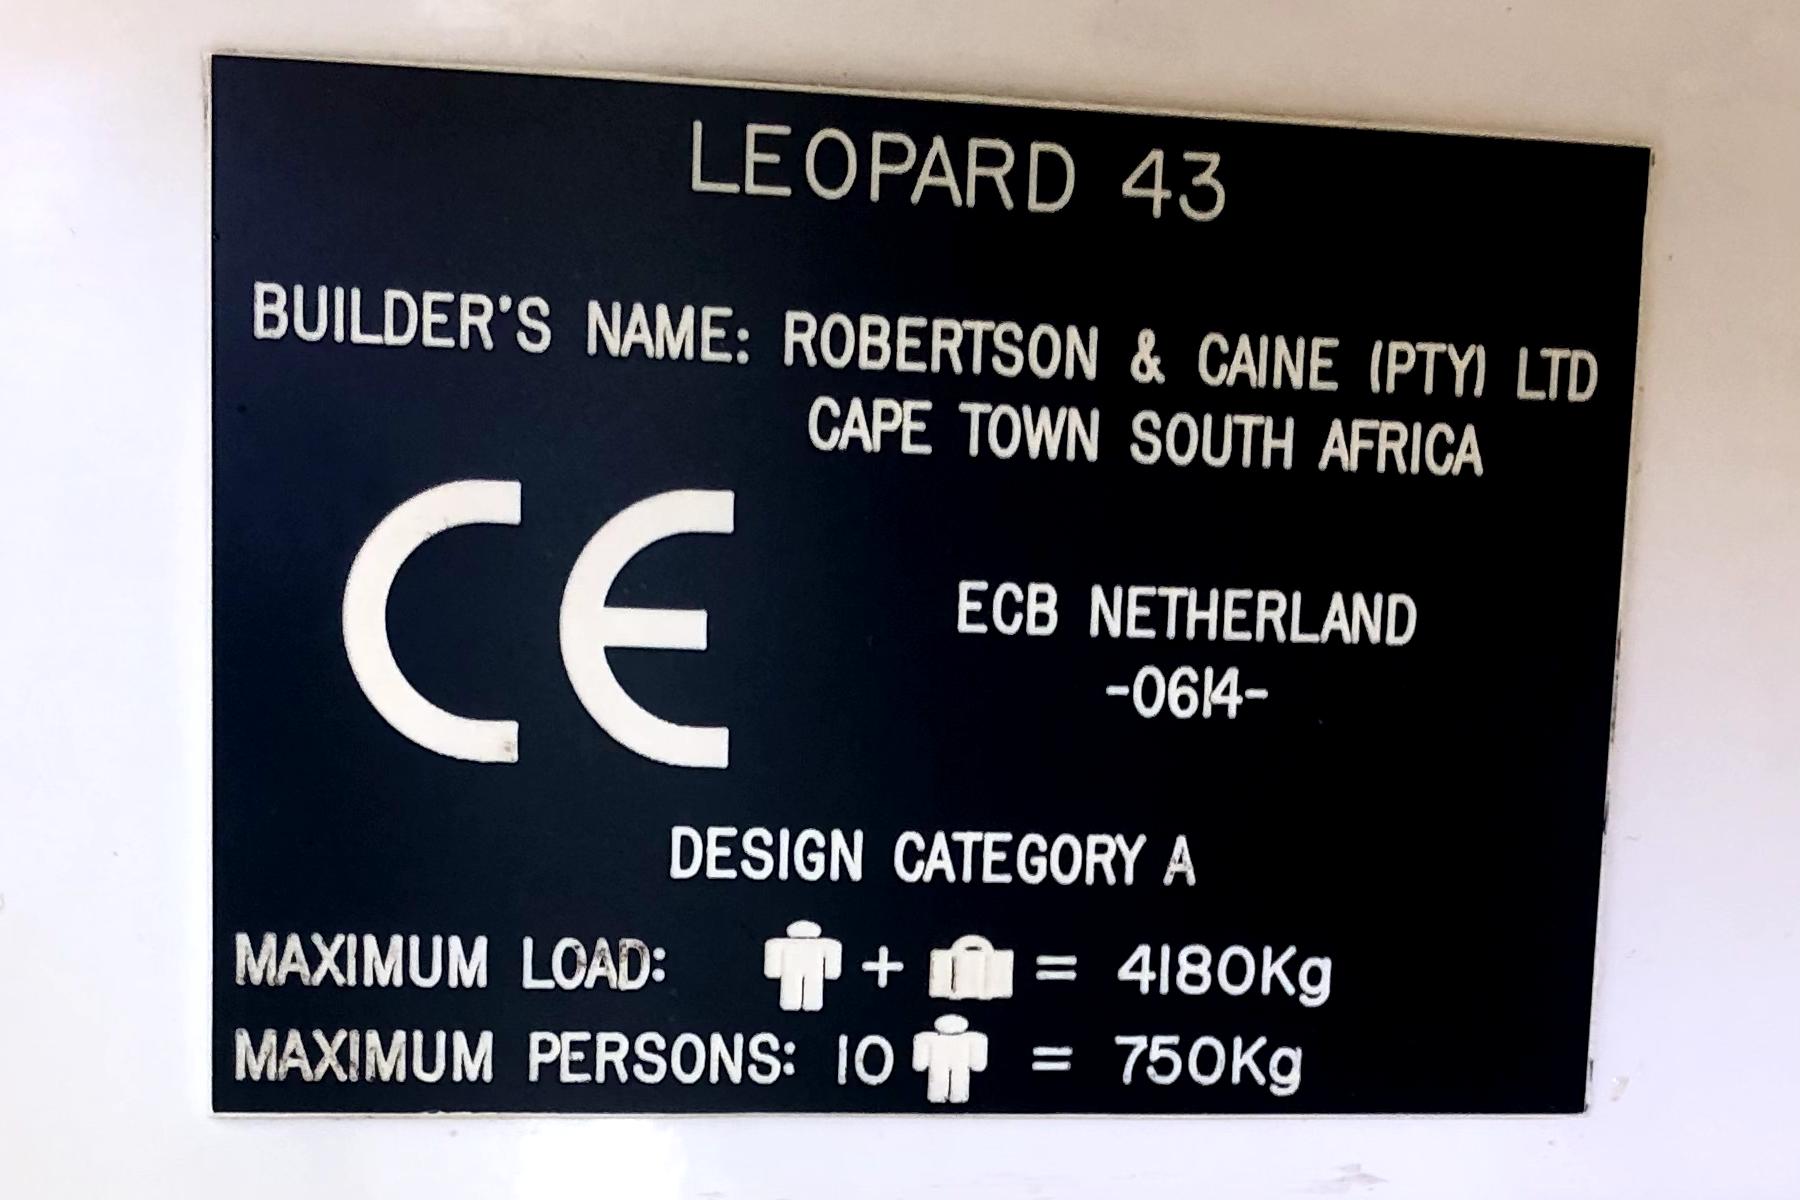 LEOPARD 43
BUILDER'S NAME: ROBERTSON & CAINE (PTY) LTD
CAPE TOWN SOUTH AFRICA
CE
ECB NETHERLAND
-0614-
DESIGN CATEGORY A
MAXIMUM LOAD: + = 4180Kg
MAXIMUM PERSONS: 10 = 750Kg